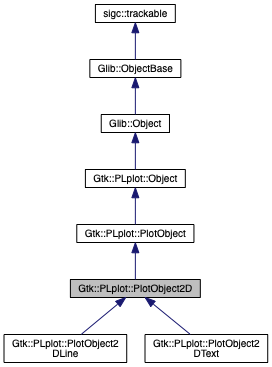 sigc::trackable
Glib::ObjectBase
Glib::Object
Gtk::PLplot::Object
Gtk::PLplot::PlotObject
Gtk::PLplot::PlotObject2D
Gtk::PLplot::PlotObject2
DLine
Gtk::PLplot::PlotObject2
DText